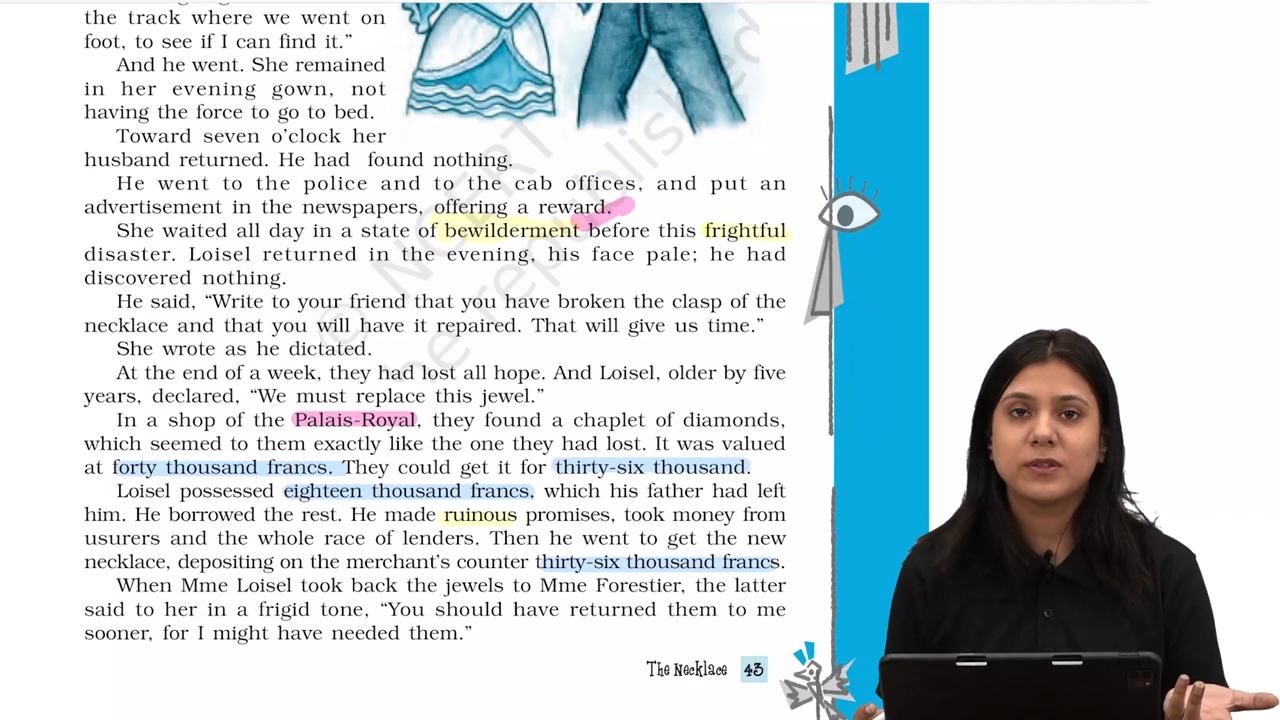 the track where we went on
foot, to see if I can find it.”
And he went. She remained
in her evening gown, not
having the force to go to bed.
Toward seven o’clock her
husband returned. He had found nothing.
He went to the police and to the cab offices, and put an
advertisement in the newspapers, offering a reward.
She waited all day in a state of bewilderment before this frightful
disaster. Loisel returned in the evening, his face pale; he had
discovered nothing.
He said, “Write to your friend that you have broken the clasp of the
necklace and that you will have it repaired. That will give us time.”
She wrote as he dictated.
At the end of a week, they had lost all hope. And Loisel, older by five
years, declared, “We must replace this jewel.”
In a shop of the Palais-Royal, they found a chaplet of diamonds,
which seemed to them exactly like the one they had lost. It was valued
at forty thousand francs. They could get it for thirty-six thousand.
Loisel possessed eighteen thousand francs, which his father had left
him. He borrowed the rest. He made ruinous promises, took money from
usurers and the whole race of lenders. Then he went to get the new
necklace, depositing on the merchant’s counter thirty-six thousand francs.
When Mme Loisel took back the jewels to Mme Forestier, the latter
said to her in a frigid tone, “You should have returned them to me
sooner, for I might have needed them.”
The Necklace 43
© NCERT
be republished